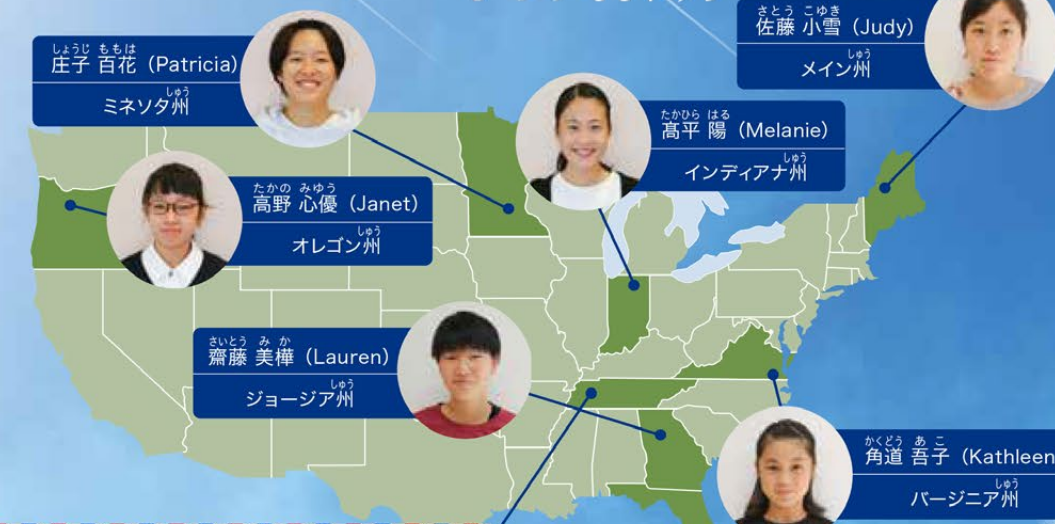 しょうじ ももは
庄子 百花 (Patricia)
しゅう
ミネソタ州
さとう こゆき
佐藤 小雪 (Judy)
しゅう
メイン州
たかひら はる
髙平 陽 (Melanie)
しゅう
インディアナ州
たかの みゆう
高野 心優 (Janet)
しゅう
オレゴン州
さいとう みか
齋藤 美樺 (Lauren)
しゅう
ジョージア州
かくどう あこ
角道 吾子 (Kathleen
しゅう
バージニア州